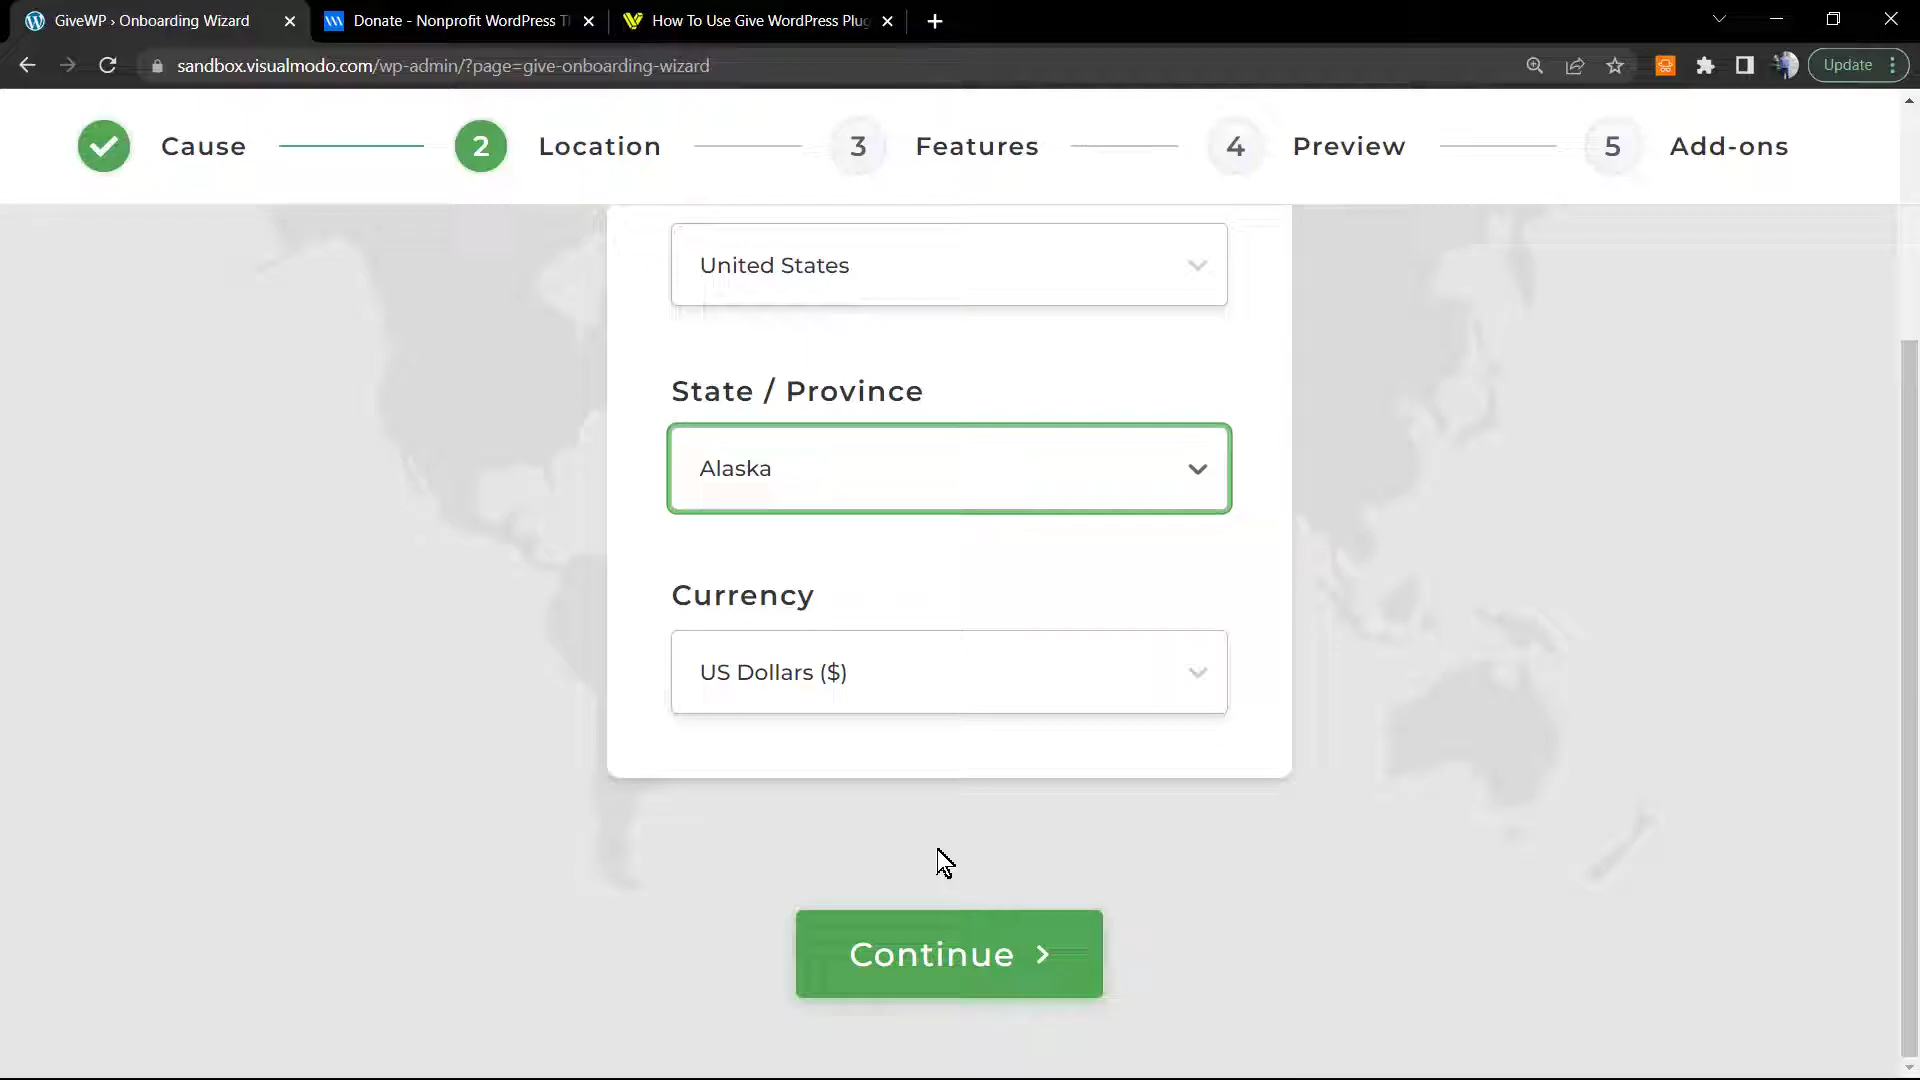 GiveWP › Onboarding Wizard
Donate - Nonprofit WordPress T
How To Use Give WordPress Plug
sandbox.visualmodo.com/wp-admin/?page=give-onboarding-wizard
Update
Cause
2 Location
3 Features
4 Preview
5 Add-ons
United States
State / Province
Alaska
Currency
US Dollars ($)
Continue